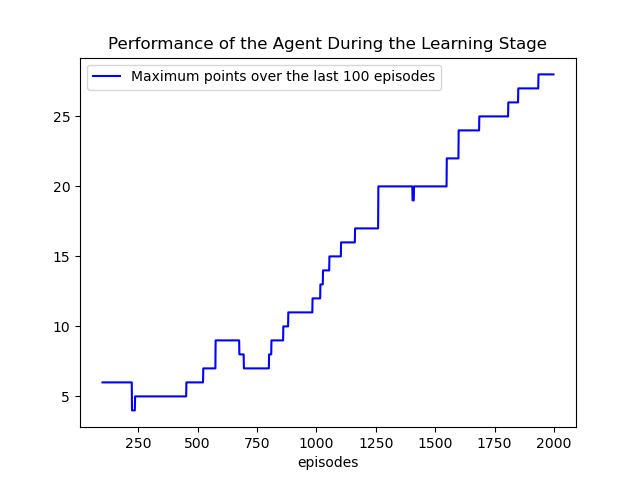 Performance of the Agent During the Learning Stage
Maximum points over the last 100 episodes
25
20
15
10
5
250 500 750 1000 1250 1500 1750 2000
episodes